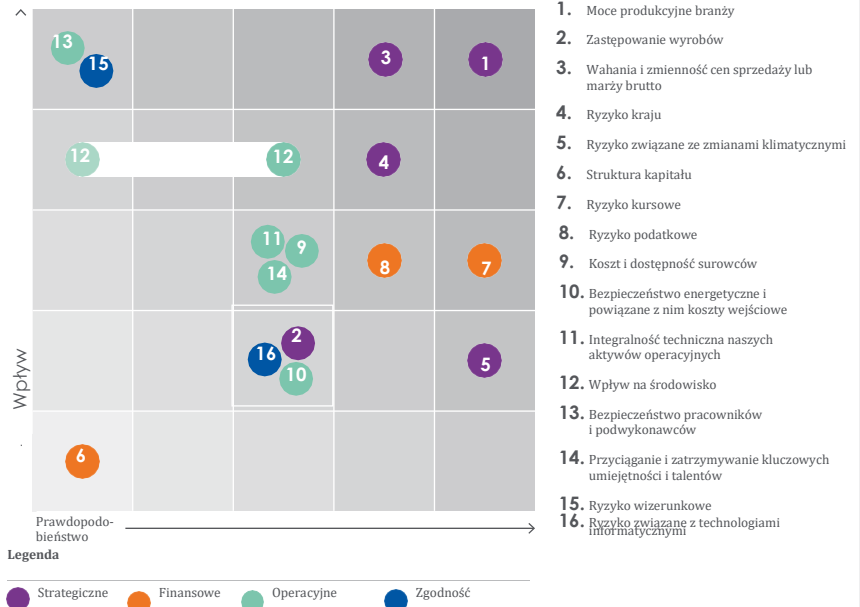 13
15
3
1
12
12
4
11
9
14
8
7
2
16
10
5
6
Wpływ
Prawdopodo-
bieństwo
1. Moce produkcyjne branży
2. Zastępowanie wyrobów
3. Wahania i zmienność cen sprzedaży lub
marży brutto
4. Ryzyko kraju
5. Ryzyko związane ze zmianami klimatycznymi
6. Struktura kapitału
7. Ryzyko kursowe
8. Ryzyko podatkowe
9. Koszt i dostępność surowców
10. Bezpieczeństwo energetyczne i
powiązane z nim koszty wejściowe
11. Integralność techniczna naszych
aktywów operacyjnych
12. Wpływ na środowisko
13. Bezpieczeństwo pracowników
i podwykonawców
14. Przyciąganie i zatrzymywanie kluczowych
umiejętności i talentów
15. Ryzyko wizerunkowe
16. Ryzyko związane z technologiami
informatycznymi
Legenda
Strategiczne Finansowe Operacyjne Zgodność